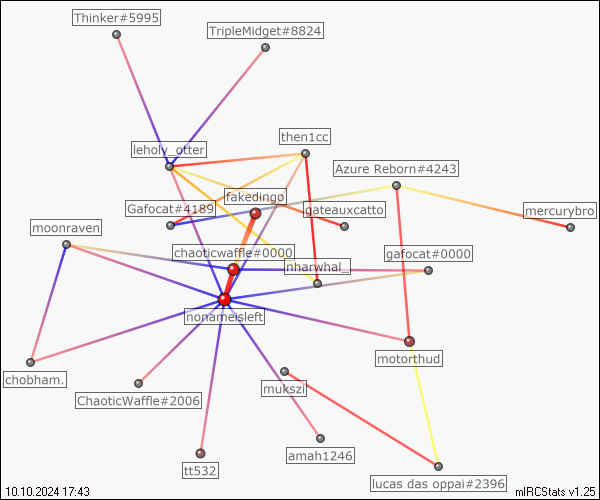 Thinker#5995
TripleMidget#8824
then1cc
leholy_otter
Azure Reborn#4243
fakedingo
Gafocat#4189
gateauxcatto
mercurybro
moonraven
chaoticwaffle#0000
gafocat#0000
nharwhal_
nonameisleft
motorthud
chobham.
mukszi
ChaoticWaffle#2006
amah1246
tt532
lucas das oppai#2396
10.10.2024 17:43
mIRCStats v1.25